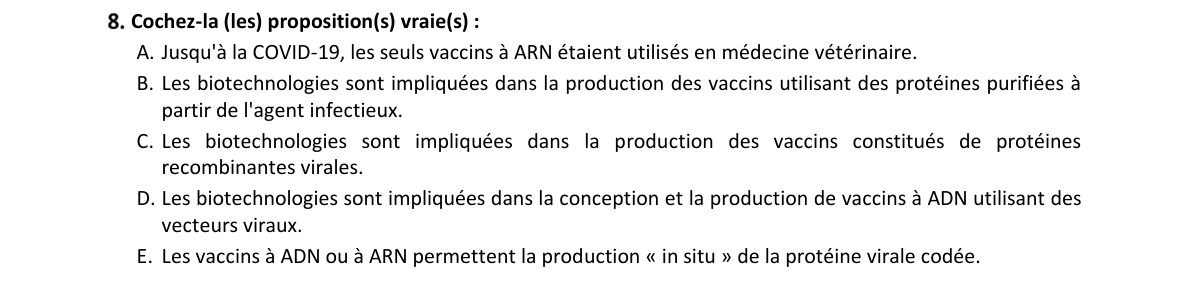 8. Cochez-la (les) proposition(s) vraie(s) :
A. Jusqu'à la COVID-19, les seuls vaccins à ARN étaient utilisés en médecine vétérinaire.
B. Les biotechnologies sont impliquées dans la production des vaccins utilisant des protéines purifiées à
partir de l'agent infectieux.
C. Les biotechnologies sont impliquées dans la production des vaccins constitués de protéines
recombinantes virales.
D. Les biotechnologies sont impliquées dans la conception et la production de vaccins à ADN utilisant des
vecteurs viraux.
E. Les vaccins à ADN ou à ARN permettent la production « in situ » de la protéine virale codée.